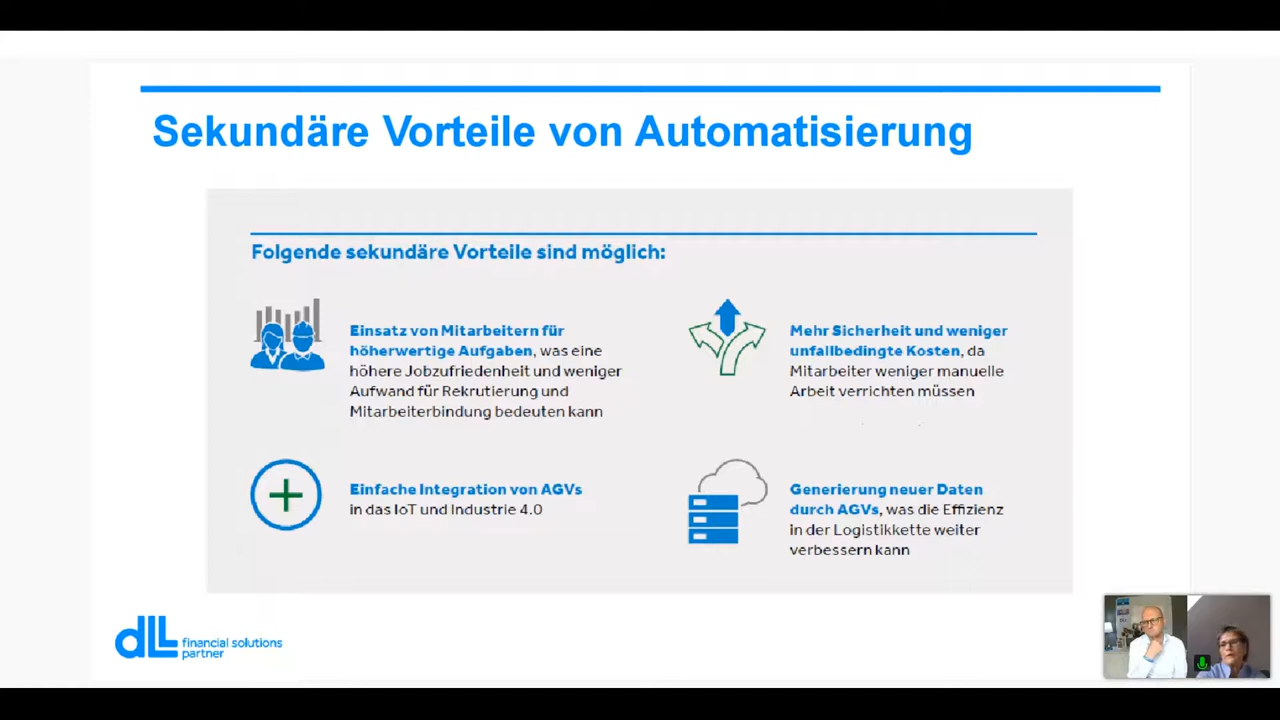 Sekundäre Vorteile von Automatisierung
Folgende sekundäre Vorteile sind möglich:
Einsatz von Mitarbeitern für
höherwertige Aufgaben, was eine
höhere Jobzufriedenheit und weniger
Aufwand für Rekrutierung und
Mitarbeiterbindung bedeuten kann
Mehr Sicherheit und weniger
unfallbedingte Kosten, da
Mitarbeiter weniger manuelle
Arbeit verrichten müssen
Einfache Integration von AGVs
in das IoT und Industrie 4.0
Generierung neuer Daten
durch AGVs, was die Effizienz
in der Logistikkette weiter
verbessern kann
dLL financial solutions
partner